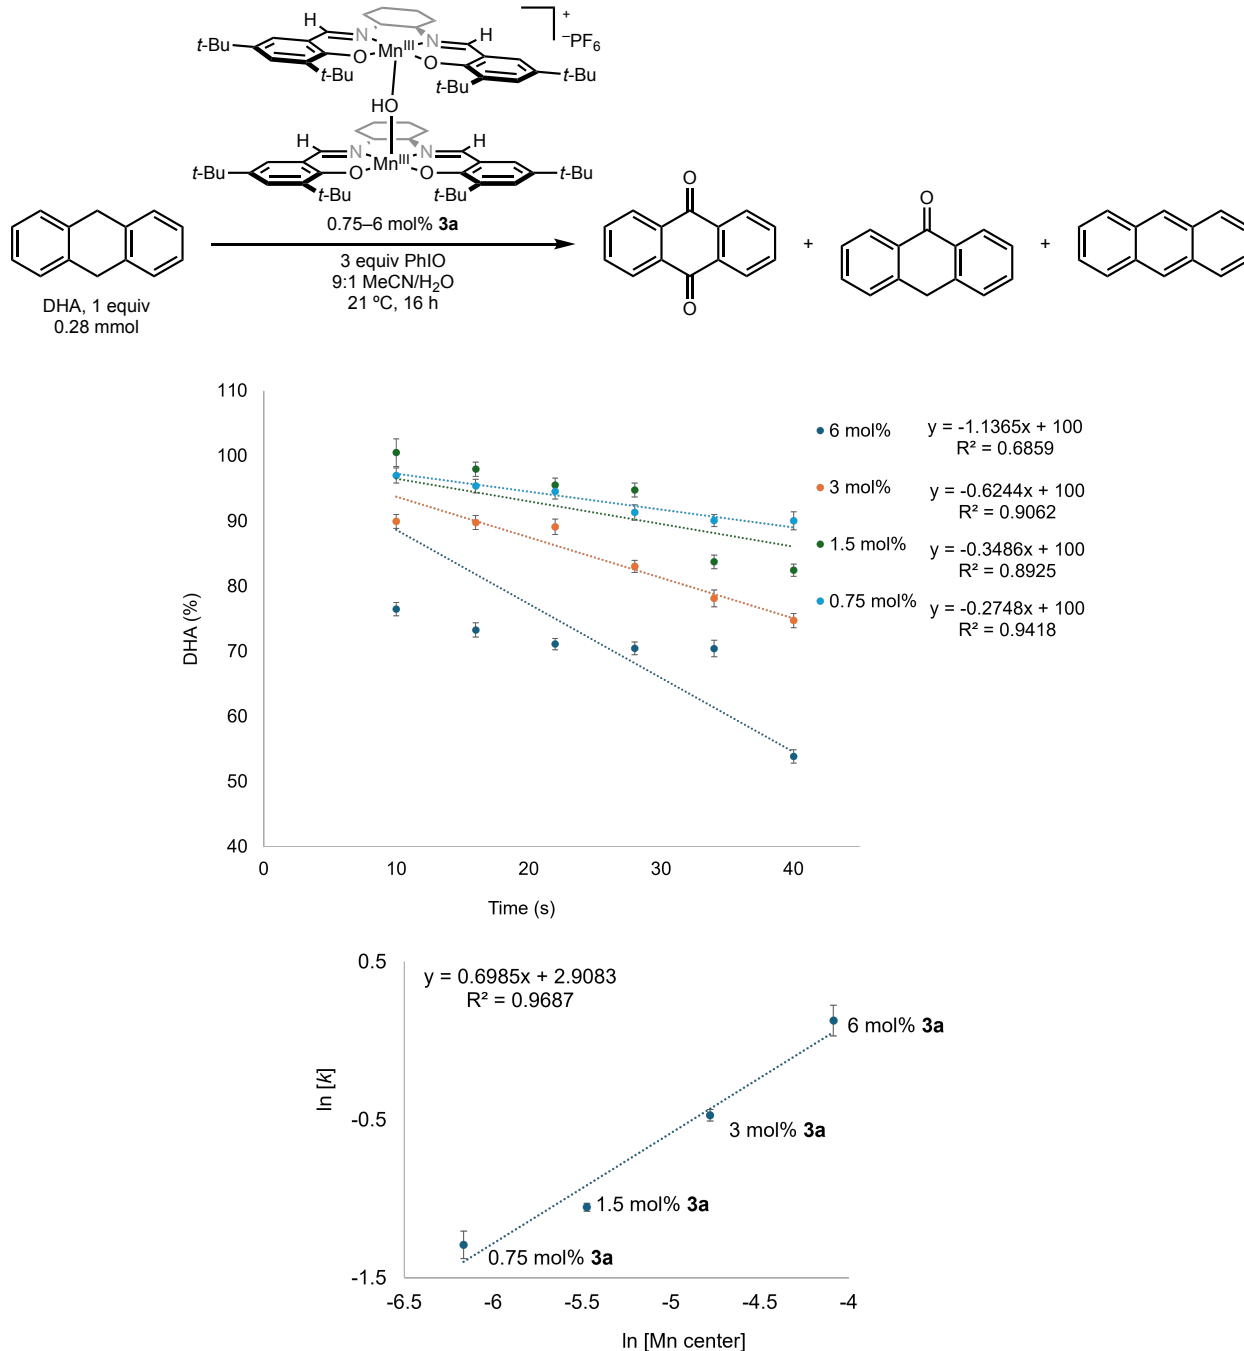 H
N
N
H
+
⁻PF₆
t-Bu
Mn^III
O
O
t-Bu
t-Bu
t-Bu
HO
H
N
N
H
t-Bu
Mn^III
O
O
t-Bu
t-Bu
t-Bu
0.75–6 mol% 3a
3 equiv PhIO
9:1 MeCN/H₂O
21 ºC, 16 h
DHA, 1 equiv
0.28 mmol
O
O
+
O
+
110
100
90
80
70
60
50
40
DHA (%)
0
10
20
30
40
Time (s)
6 mol%
y = -1.1365x + 100
R² = 0.6859
3 mol%
y = -0.6244x + 100
R² = 0.9062
1.5 mol%
y = -0.3486x + 100
R² = 0.8925
0.75 mol%
y = -0.2748x + 100
R² = 0.9418
0.5
-0.5
-1.5
ln [k]
y = 0.6985x + 2.9083
R² = 0.9687
6 mol% 3a
3 mol% 3a
1.5 mol% 3a
0.75 mol% 3a
-6.5
-6
-5.5
-5
-4.5
-4
ln [Mn center]